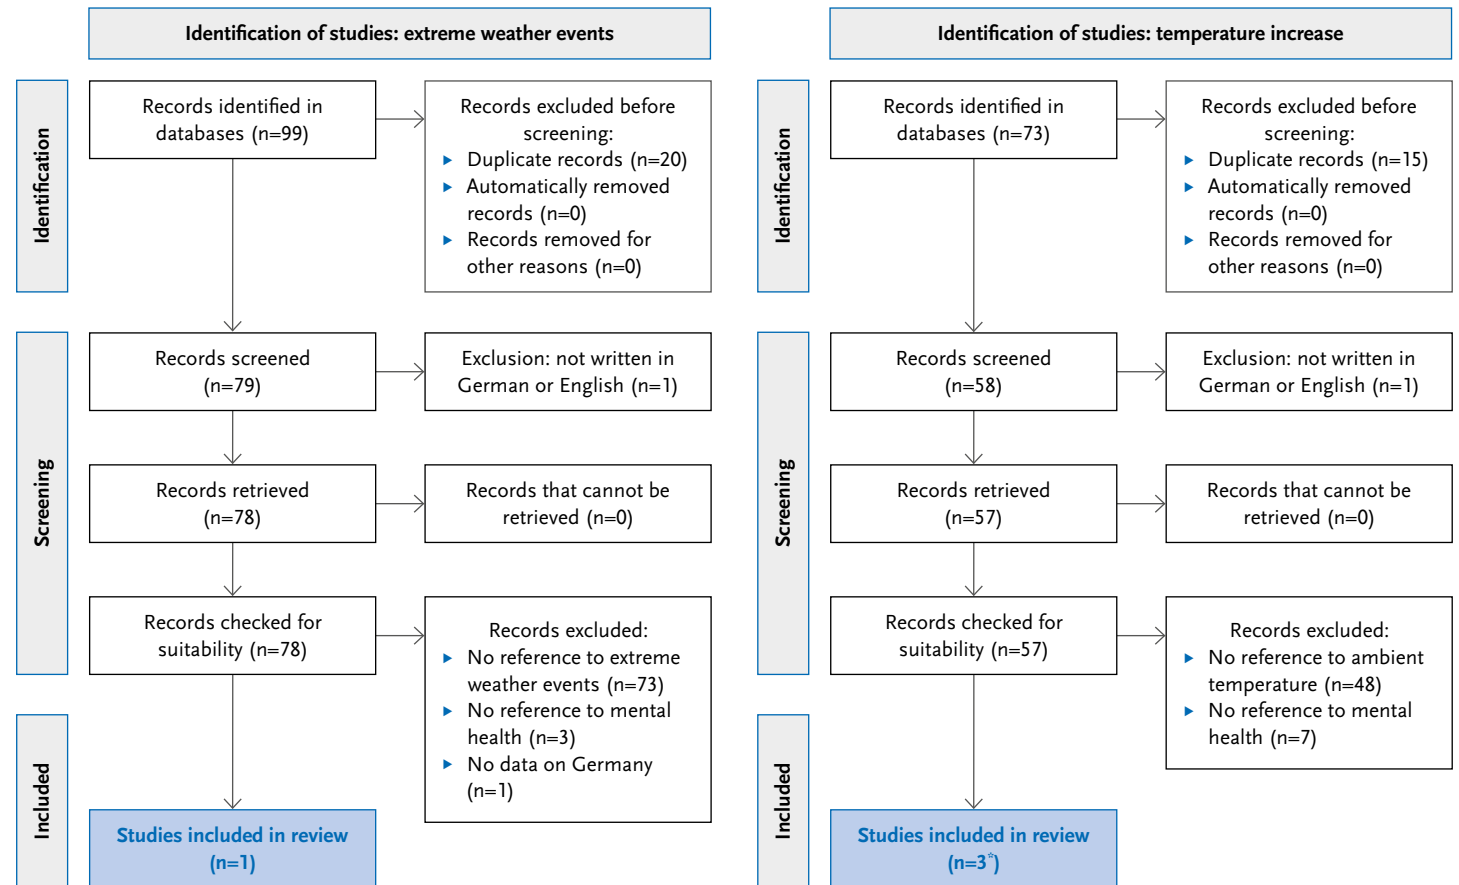 Identification of studies: extreme weather events
Identification
Records identified in
databases (n=99)
Records excluded before
screening:
▶ Duplicate records (n=20)
▶ Automatically removed
records (n=0)
▶ Records removed for
other reasons (n=0)
Screening
Records screened
(n=79)
Exclusion: not written in
German or English (n=1)
Records retrieved
(n=78)
Records that cannot be
retrieved (n=0)
Records checked for
suitability (n=78)
Records excluded:
▶ No reference to extreme
weather events (n=73)
▶ No reference to mental
health (n=3)
▶ No data on Germany
(n=1)
Included
Studies included in review
(n=1)
Identification of studies: temperature increase
Identification
Records identified in
databases (n=73)
Records excluded before
screening:
▶ Duplicate records (n=15)
▶ Automatically removed
records (n=0)
▶ Records removed for
other reasons (n=0)
Screening
Records screened
(n=58)
Exclusion: not written in
German or English (n=1)
Records retrieved
(n=57)
Records that cannot be
retrieved (n=0)
Records checked for
suitability (n=57)
Records excluded:
▶ No reference to ambient
temperature (n=48)
▶ No reference to mental
health (n=7)
Included
Studies included in review
(n=3*)